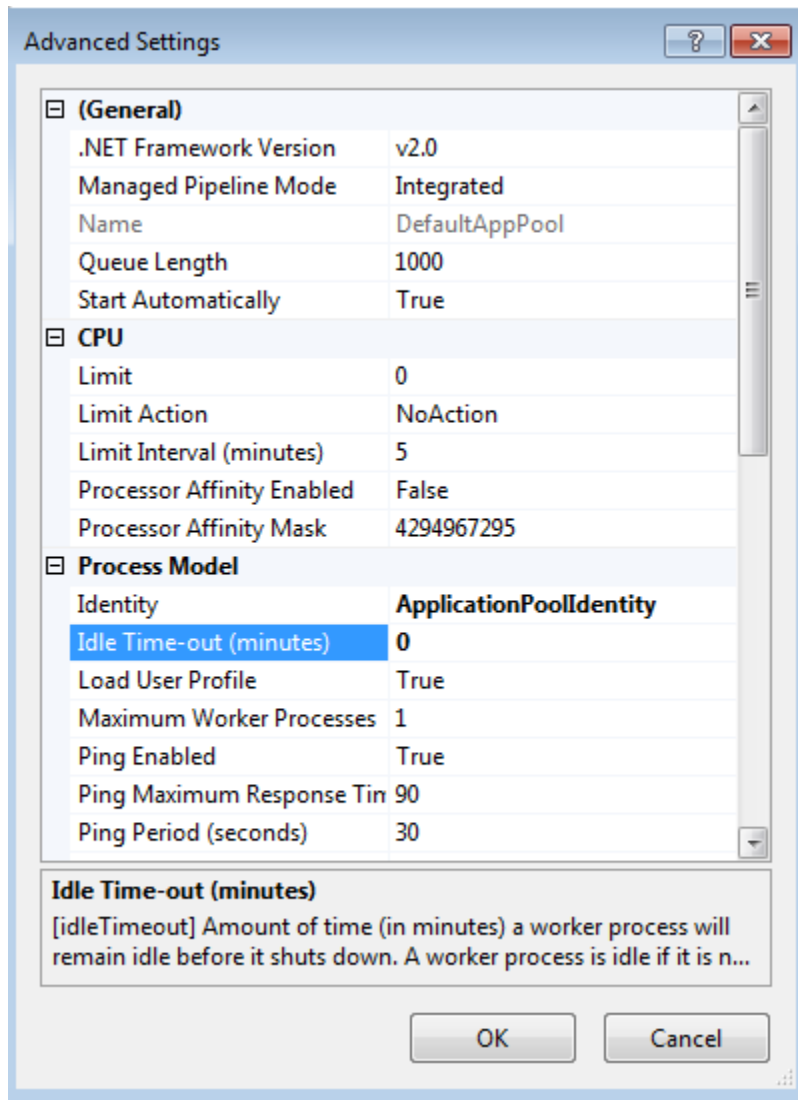 Advanced Settings
(General)
.NET Framework Version v2.0
Managed Pipeline Mode Integrated
Name DefaultAppPool
Queue Length 1000
Start Automatically True
CPU
Limit 0
Limit Action NoAction
Limit Interval (minutes) 5
Processor Affinity Enabled False
Processor Affinity Mask 4294967295
Process Model
Identity ApplicationPoolIdentity
Idle Time-out (minutes) 0
Load User Profile True
Maximum Worker Processes 1
Ping Enabled True
Ping Maximum Response Tim 90
Ping Period (seconds) 30
Idle Time-out (minutes)
[idleTimeout] Amount of time (in minutes) a worker process will
remain idle before it shuts down. A worker process is idle if it is n...
OK Cancel